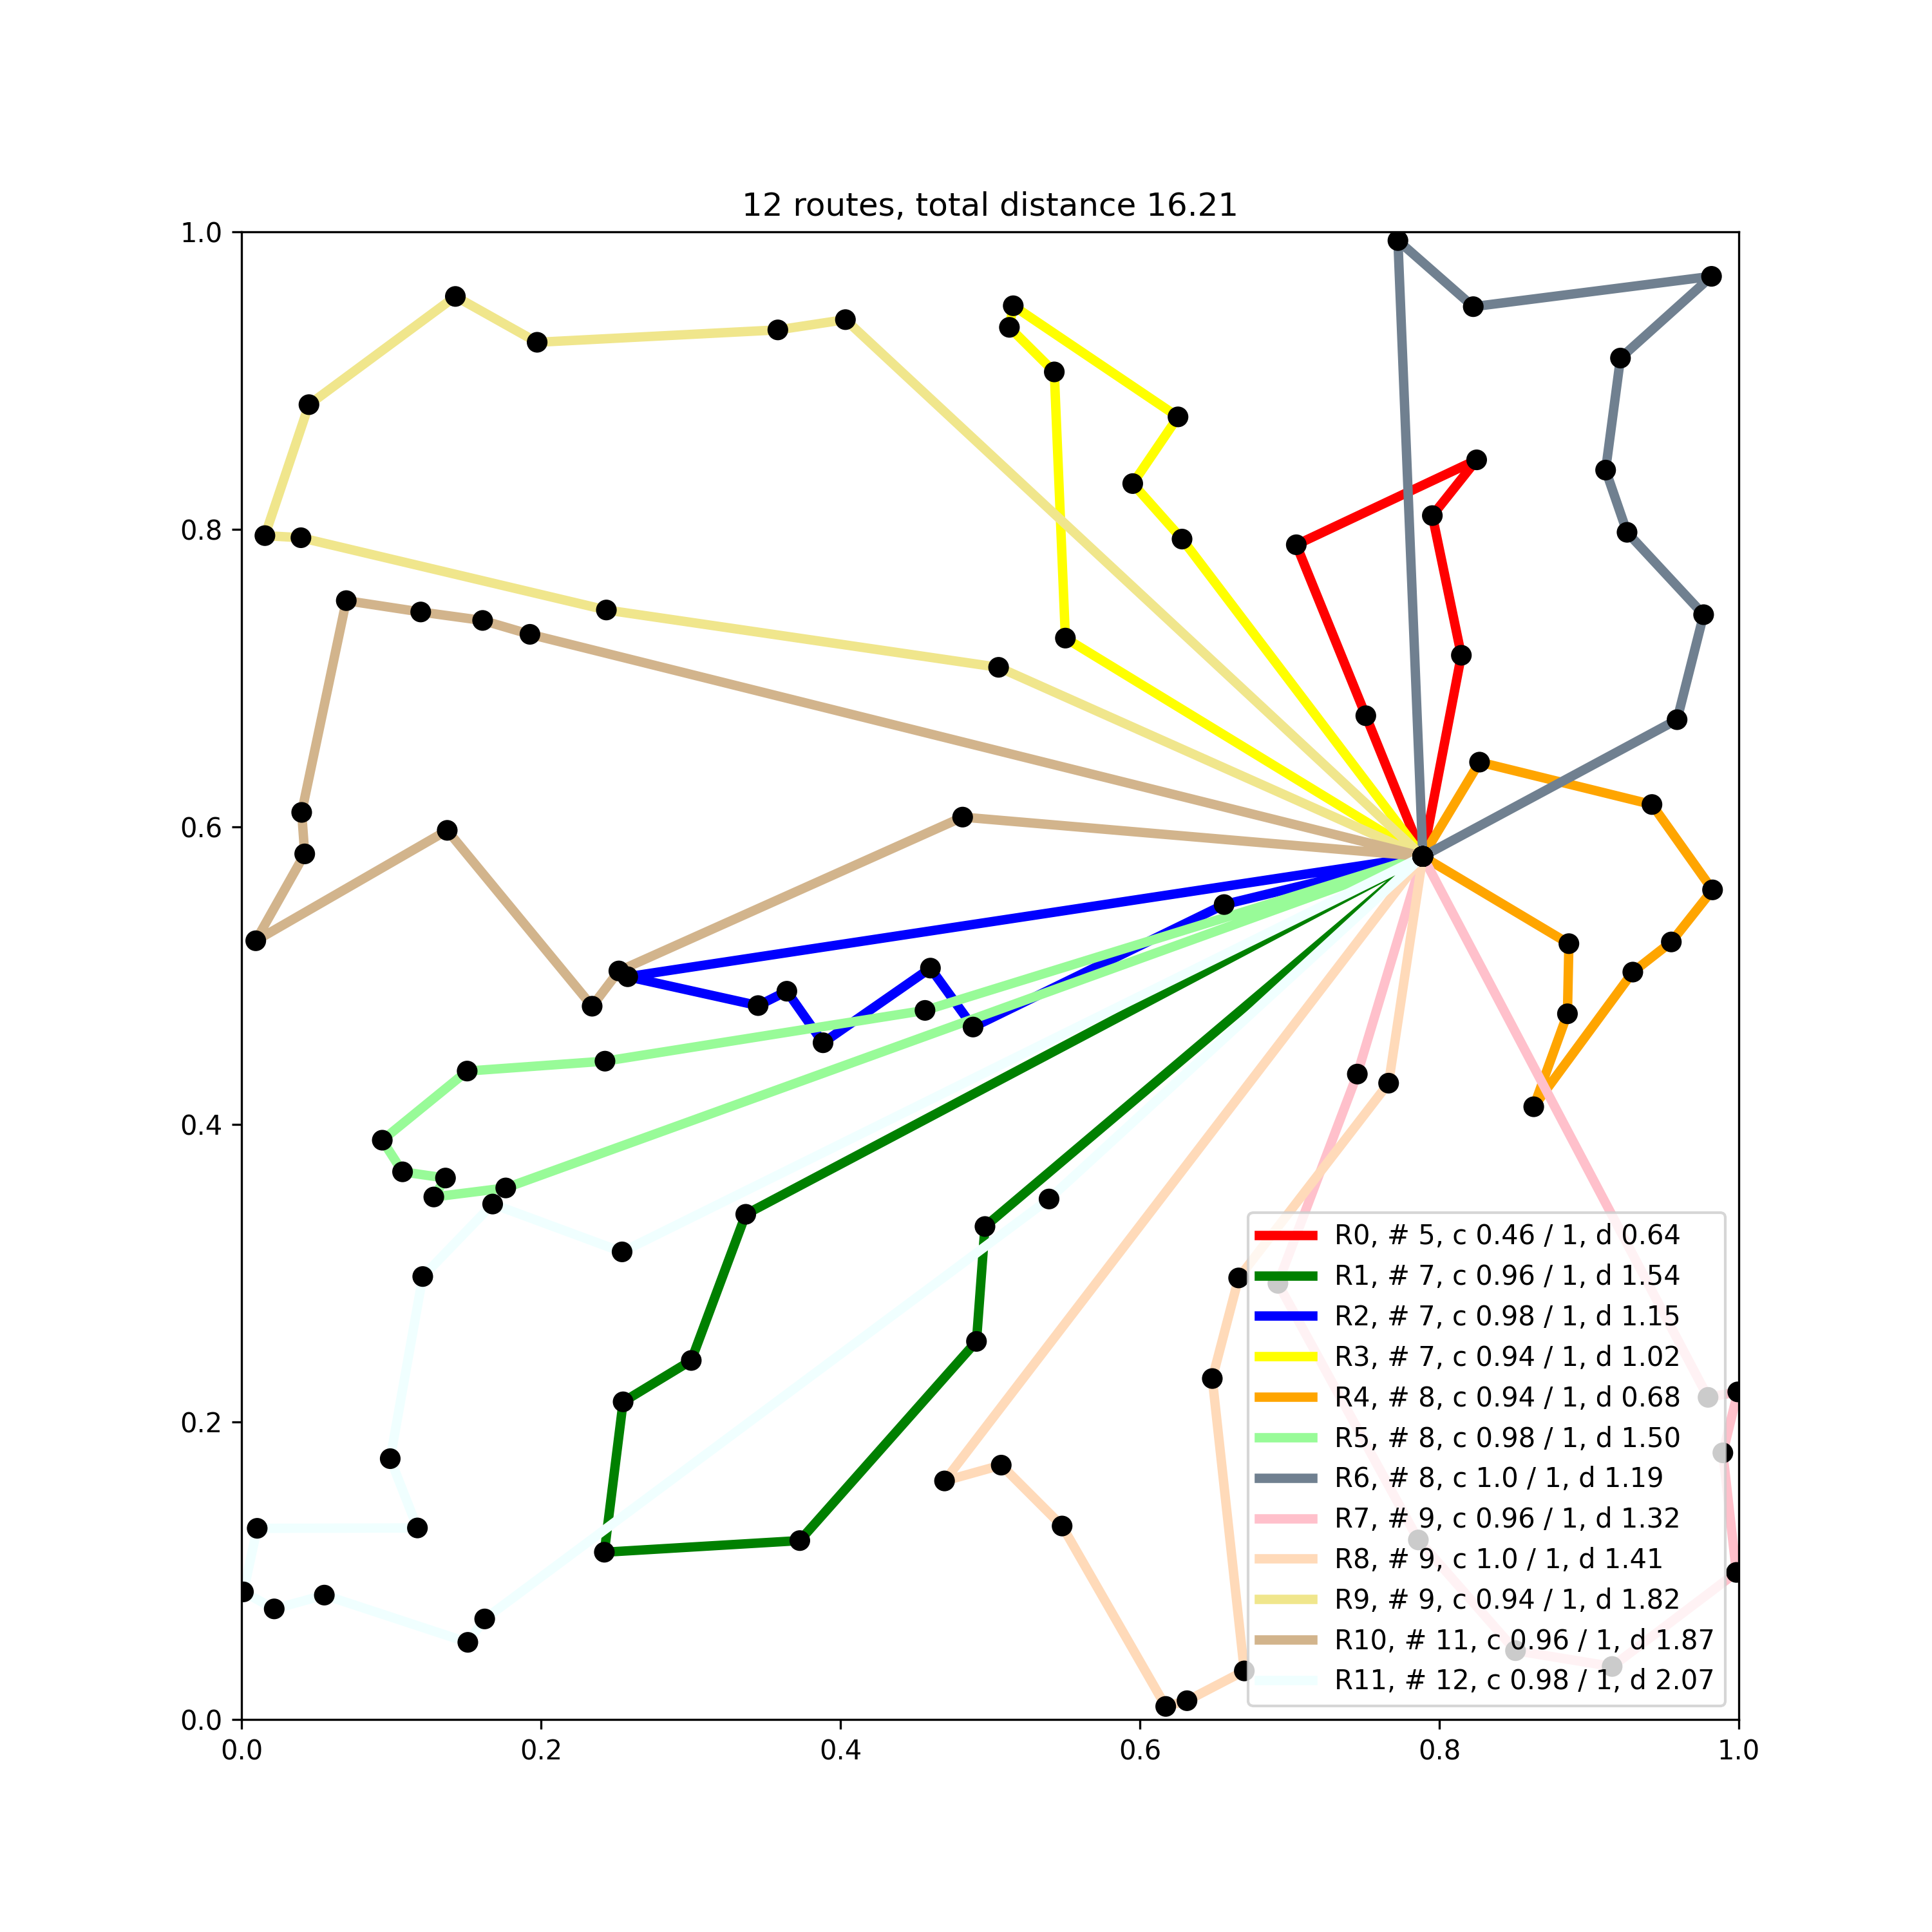 12 routes, total distance 16.21
1.0
0.8
0.6
0.4
0.2
0.0
0.0 0.2 0.4 0.6 0.8 1.0
R0, # 5, c 0.46 / 1, d 0.64
R1, # 7, c 0.96 / 1, d 1.54
R2, # 7, c 0.98 / 1, d 1.15
R3, # 7, c 0.94 / 1, d 1.02
R4, # 8, c 0.94 / 1, d 0.68
R5, # 8, c 0.98 / 1, d 1.50
R6, # 8, c 1.0 / 1, d 1.19
R7, # 9, c 0.96 / 1, d 1.32
R8, # 9, c 1.0 / 1, d 1.41
R9, # 9, c 0.94 / 1, d 1.82
R10, # 11, c 0.96 / 1, d 1.87
R11, # 12, c 0.98 / 1, d 2.07